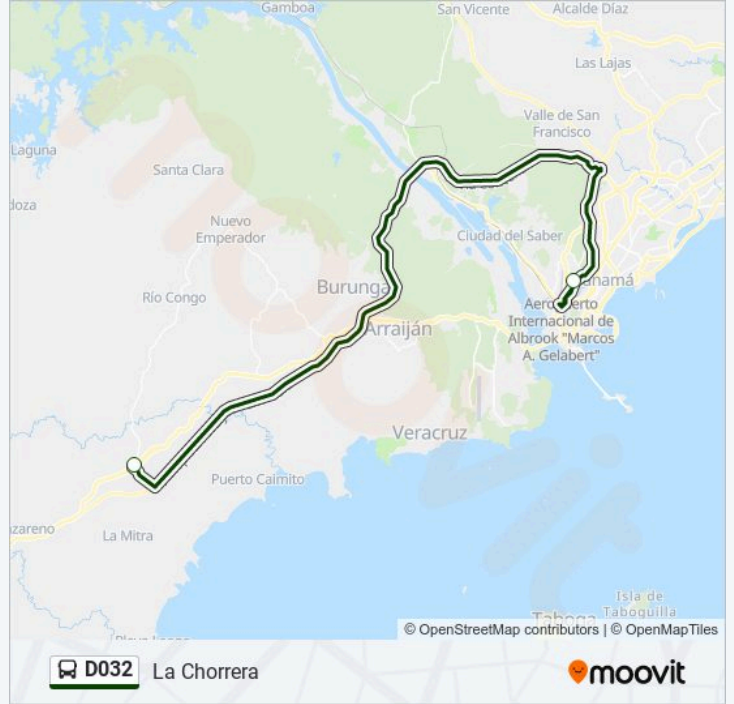 Gamboa
San Vicente
Alcalde Díaz
Las Lajas
Valle de San
Francisco
Laguna
Santa Clara
doza
Nuevo
Emperador
Ciudad del Saber
Panamá
Burunga
Río Congo
Aeropuerto
Internacional de
Albrook "Marcos
A. Gelabert"
Arraiján
Veracruz
Puerto Caimito
zareno
La Mitra
Isla de
Taboguilla
Taboga
© OpenStreetMap contributors | © OpenMapTiles
D032 La Chorrera
moovit